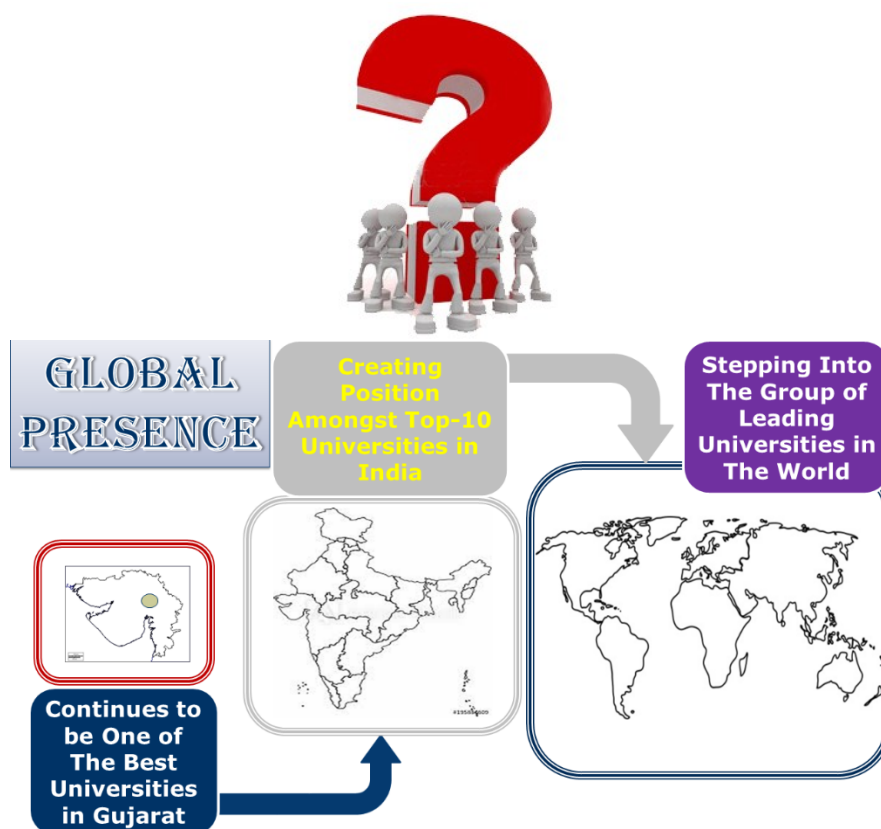 GLOBAL
PRESENCE
Creating
Position
Amongst Top-10
Universities in
India
Stepping Into
The Group of
Leading
Universities in
The World
Continues to
be One of
The Best
Universities
in Gujarat